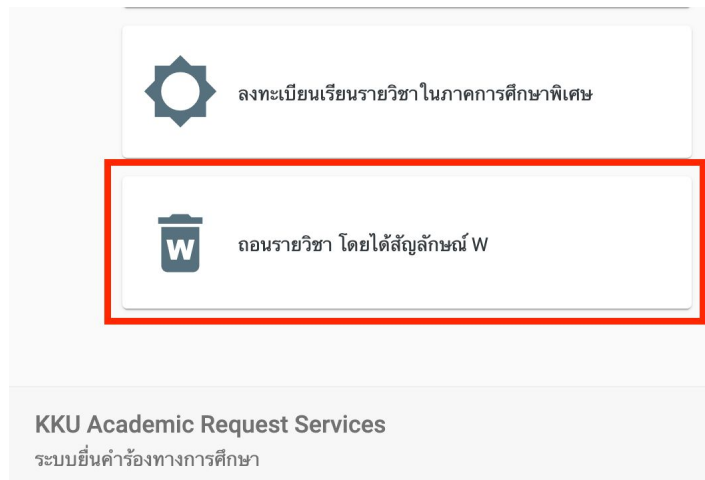 ลงทะเบียนเรียนรายวิชาในภาคการศึกษาพิเศษ
W
ถอนรายวิชา โดยได้สัญลักษณ์ W
KKU Academic Request Services
ระบบยื่นคำร้องทางการศึกษา